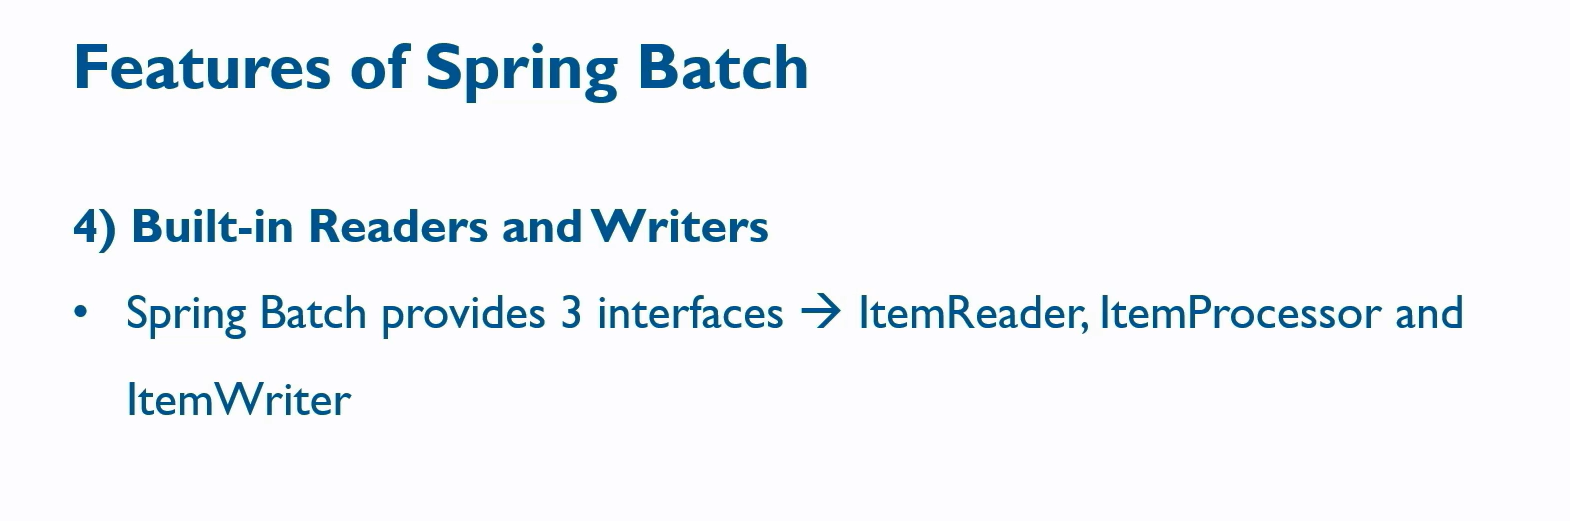 Features of Spring Batch
4) Built-in Readers and Writers
• Spring Batch provides 3 interfaces → ItemReader, ItemProcessor and
ItemWriter